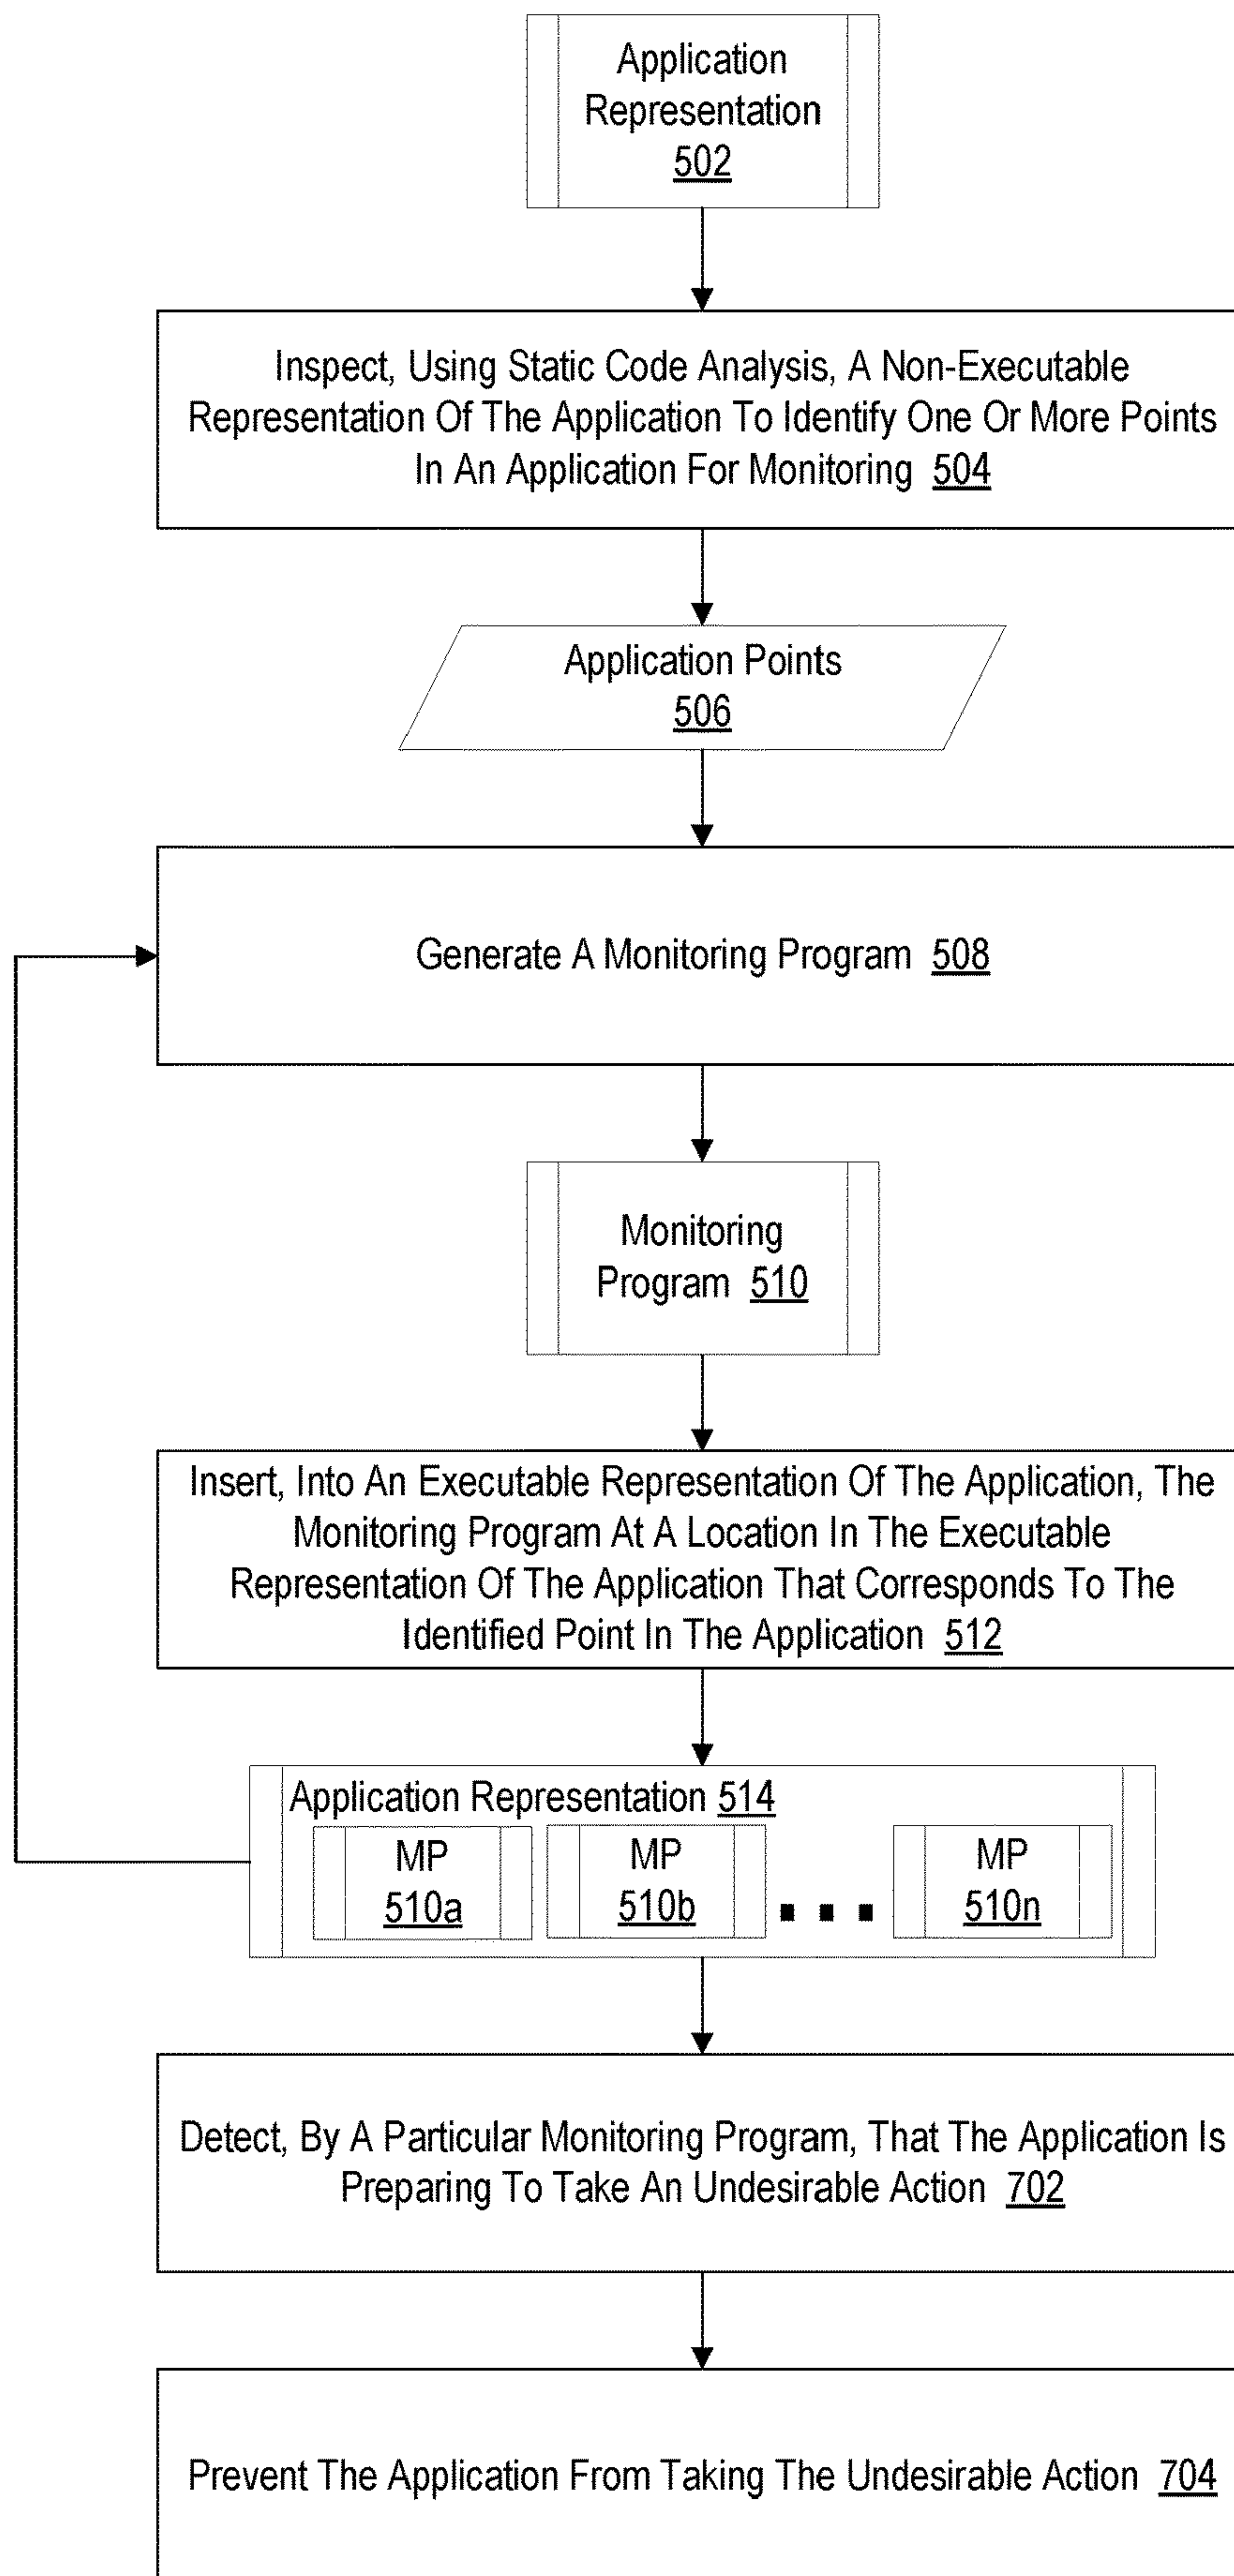 Application
Representation
502
Inspect, Using Static Code Analysis, A Non-Executable
Representation Of The Application To Identify One Or More Points
In An Application For Monitoring 504
Application Points
506
Generate A Monitoring Program 508
Monitoring
Program 510
Insert, Into An Executable Representation Of The Application, The
Monitoring Program At A Location In The Executable
Representation Of The Application That Corresponds To The
Identified Point In The Application 512
Application Representation 514
MP
510a
MP
510b
MP
510n
Detect, By A Particular Monitoring Program, That The Application Is
Preparing To Take An Undesirable Action 702
Prevent The Application From Taking The Undesirable Action 704